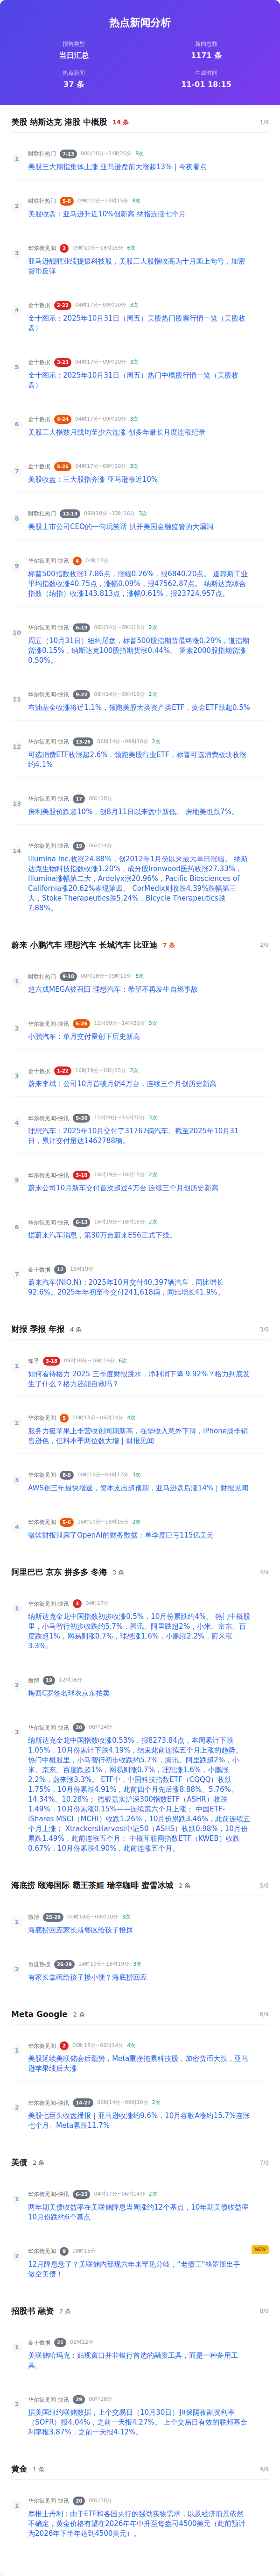 热点新闻分析
报告类型
当日汇总
新闻总数
1171 条
热点新闻
37 条
生成时间
11-01 18:15
美股 纳斯达克 港股 中概股 14 条 1/9
1 财联社热门 7-13 00时18分~14时20分 9次
美股三大期指集体上涨 亚马逊盘前大涨超13%丨今夜看点
2 财联社热门 5-8 09时10分~18时15分 8次
美股收盘：亚马逊升近10%创新高 纳指连涨七个月
3 华尔街见闻 2 09时10分~18时15分 6次
亚马逊靓丽业绩提振科技股，美股三大股指收高为十月画上句号，加密
货币反弹
4 金十数据 2-22 04时17分~09时10分 3次
金十图示：2025年10月31日（周五）美股热门股票行情一览（美股收
盘）
5 金十数据 3-23 04时17分~09时10分 3次
金十图示：2025年10月31日（周五）热门中概股行情一览（美股收
盘）
6 金十数据 4-24 04时17分~09时10分 3次
美股三大指数月线均至少六连涨 创多年最长月度连涨纪录
7 金十数据 5-25 04时17分~09时10分 3次
美股收盘：三大股指齐涨 亚马逊涨近10%
8 财联社热门 12-13 09时10分~12时16分 3次
美股上市公司CEO的一句玩笑话 扒开美国金融监管的大漏洞
9 华尔街见闻-快讯 4 04时17分
标普500指数收涨17.86点，涨幅0.26%，报6840.20点。 道琼斯工业
平均指数收涨40.75点，涨幅0.09%，报47562.87点。 纳斯达克综合
指数（纳指）收涨143.813点，涨幅0.61%，报23724.957点。
10 华尔街见闻-快讯 6-19 06时14分~09时10分 2次
周五（10月31日）纽约尾盘，标普500股指期货最终涨0.29%，道指期
货涨0.15%，纳斯达克100股指期货涨0.44%。 罗素2000股指期货涨
0.50%。
11 华尔街见闻-快讯 9-22 06时14分~09时10分 2次
布油基金收涨将近1.1%，领跑美股大类资产类ETF，黄金ETF跌超0.5%
12 华尔街见闻-快讯 13-26 06时14分~09时10分 2次
可选消费ETF收涨超2.6%，领跑美股行业ETF，标普可选消费板块收涨
约4.1%
13 华尔街见闻-快讯 17 00时18分
房利美股价跌超10%，创8月11日以来盘中新低。 房地美也跌7%。
14 华尔街见闻-快讯 19 06时14分
Illumina Inc.收涨24.88%，创2012年1月份以来最大单日涨幅。 纳斯
达克生物科技指数收涨1.20%，成分股Ironwood医药收涨27.33%，
Illumina涨幅第二大，Ardelyx涨20.96%，Pacific Biosciences of
California涨20.62%表现第四。 CorMedix则收跌4.39%跌幅第三
大，Stoke Therapeutics跌5.24%，Bicycle Therapeutics跌
7.88%。
蔚来 小鹏汽车 理想汽车 长城汽车 比亚迪 7 条 2/9
1 财联社热门 9-10 00时18分~09时10分 5次
超六成MEGA被召回 理想汽车：希望不再发生自燃事故
2 华尔街见闻-快讯 5-26 11时09分~14时20分 3次
小鹏汽车：单月交付量创下历史新高
3 金十数据 1-22 16时19分~18时15分 2次
蔚来李斌：公司10月首破月销4万台，连续三个月创历史新高
4 华尔街见闻-快讯 9-30 11时09分~14时20分 3次
理想汽车：2025年10月交付了31767辆汽车。截至2025年10月31
日，累计交付量达1462788辆。
5 华尔街见闻-快讯 3-10 16时19分~18时15分 2次
蔚来公司10月新车交付首次超过4万台 连续三个月创历史新高
6 华尔街见闻-快讯 6-13 16时19分~18时15分 2次
据蔚来汽车消息，第30万台蔚来ES6正式下线。
7 金十数据 12 16时19分
蔚来汽车(NIO.N)：2025年10月交付40,397辆汽车，同比增长
92.6%。2025年年初至今交付241,618辆，同比增长41.9%。
财报 季报 年报 4 条 3/9
1 知乎 3-18 09时10分~16时19分 6次
如何看待格力 2025 三季度财报跳水，净利润下降 9.92%？格力到底发
生了什么？格力还能自救吗？
2 华尔街见闻 5 00时18分~06时14分 4次
服务力挺苹果上季营收创同期新高，在华收入意外下滑，iPhone淡季销
售逊色，但料本季两位数大增 | 财报见闻
3 华尔街见闻 8-9 00时18分~04时17分 3次
AWS创三年最快增速，资本支出超预期，亚马逊盘后涨14% | 财报见闻
4 华尔街见闻 5-6 16时19分~18时15分 2次
微软财报泄露了OpenAI的财务数据：单季度巨亏115亿美元
阿里巴巴 京东 拼多多 冬海 3 条 4/9
1 华尔街见闻-快讯 3 04时17分
纳斯达克金龙中国指数初步收涨0.5%，10月份累跌约4%。 热门中概股
里，小马智行初步收跌约5.7%，腾讯、阿里跌超2%，小米、京东、百
度跌超1%，网易则涨0.7%，理想涨1.6%，小鹏涨2.2%，蔚来涨
3.3%。
2 微博 19 12时16分
梅西C罗签名球衣京东拍卖
3 华尔街见闻-快讯 20 06时14分
纳斯达克金龙中国指数收涨0.53%，报8273.84点，本周累计下跌
1.05%，10月份累计下跌4.19%，结束此前连续五个月上涨的趋势。
热门中概股里，小马智行初步收跌约5.7%，腾讯、阿里跌超2%，小
米、京东、百度跌超1%，网易则涨0.7%，理想涨1.6%，小鹏涨
2.2%，蔚来涨3.3%。 ETF中，中国科技指数ETF（CQQQ）收跌
1.75%，10月份累跌4.91%，此前四个月先后涨8.88%、5.76%、
14.34%、10.28%； 德银嘉实沪深300指数ETF（ASHR）收跌
1.49%，10月份累涨0.15%——连续第六个月上涨； 中国ETF-
iShares MSCI（MCHI）收跌1.26%，10月份累跌3.46%，此前连续五
个月上涨； XtrackersHarvest中证50（ASHS）收跌0.98%，10月份
累跌1.49%，此前连涨五个月； 中概互联网指数ETF（KWEB）收跌
0.67%，10月份累跌4.90%，此前连涨五个月。
海底捞 颐海国际 霸王茶姬 瑞幸咖啡 蜜雪冰城 2 条 5/9
1 微博 25-29 00时18分~09时10分 3次
海底捞回应家长就餐区给孩子接尿
2 百度热搜 26-29 14时19分~16时19分 3次
有家长拿碗给孩子接小便？海底捞回应
Meta Google 2 条 6/9
1 华尔街见闻 2 00时18分~06时14分 4次
美股延续美联储会后颓势，Meta重挫拖累科技股，加密货币大跌，亚马
逊苹果绩后大涨
2 华尔街见闻-快讯 14-27 06时14分~09时10分 2次
美股七巨头收盘播报｜亚马逊收涨约9.6%，10月谷歌A涨约15.7%连涨
七个月、Meta累跌11.7%
美债 2 条 7/9
1 华尔街见闻-快讯 6-23 04时17分~06时14分 2次
两年期美债收益率在美联储降息当周涨约12个基点，10年期美债收益率
10月份跌约6个基点
2 华尔街见闻 9 18时15分 NEW
12月降息悬了？美联储内部现六年来罕见分歧，“老债王”格罗斯出手
做空美债！
招股书 融资 2 条 8/9
1 金十数据 21 02时22分
美联储哈玛克：贴现窗口并非银行首选的融资工具，而是一种备用工
具。
2 华尔街见闻-快讯 29 00时18分
据美国纽约联储数据，上个交易日（10月30日）担保隔夜融资利率
（SOFR）报4.04%，之前一天报4.27%。 上个交易日有效的联邦基金
利率报3.87%，之前一天报4.12%。
黄金 1 条 9/9
1 华尔街见闻-快讯 20 00时18分
摩根士丹利：由于ETF和各国央行的强劲实物需求，以及经济前景依然
不确定，黄金价格有望在2026年年中升至每盎司4500美元（此前预计
为2026年下半年达到4500美元）。